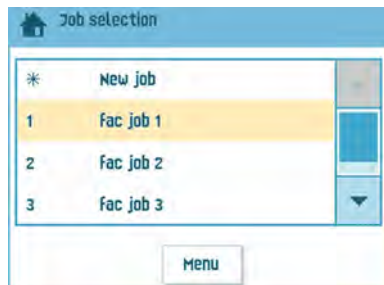 Job selection
* New job
1 Fac job 1
2 Fac job 2
3 Fac job 3
Menu